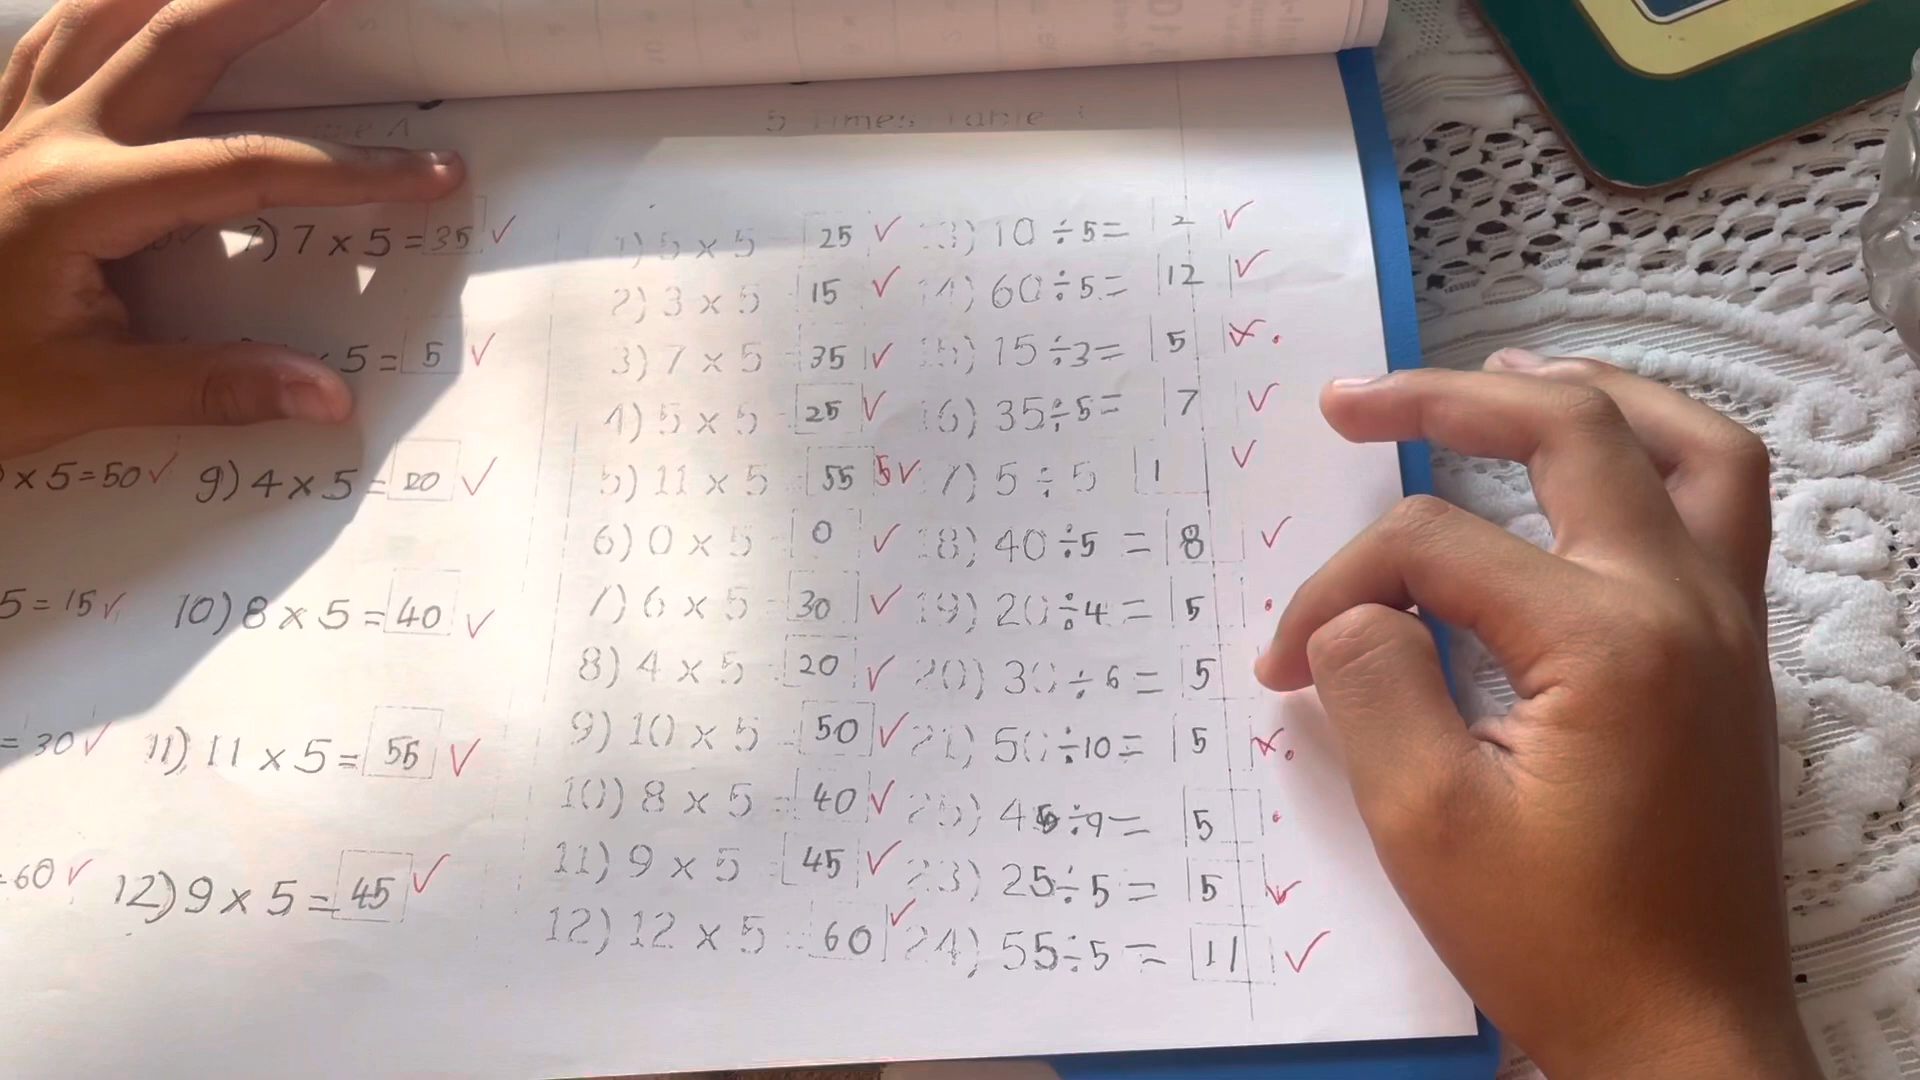 5 Times Table
7) 7 x 5 = 35
5 = 5
x 5 = 50
9) 4 x 5 = 20
5 = 15
10) 8 x 5 = 40
= 30
11) 11 x 5 = 55
60
12) 9 x 5 = 45
1) 5 x 5 25
2) 3 x 5 15
3) 7 x 5 35
4) 5 x 5 25
5) 11 x 5 55 5
6) 0 x 5 0
7) 6 x 5 30
8) 4 x 5 20
9) 10 x 5 50
10) 8 x 5 = 40
11) 9 x 5 45
12) 12 x 5 60
3) 10 ÷ 5 = 2
4) 60 ÷ 5 = 12
5) 15 ÷ 3 = 5
6) 35 ÷ 5 = 7
7) 5 ÷ 5 1
18) 40 ÷ 5 = 8
19) 20 ÷ 4 = 5
20) 30 ÷ 6 = 5
21) 50 ÷ 10 = 5
45 ÷ 9 = 5
23) 25 ÷ 5 = 5
24) 55 ÷ 5 = 11